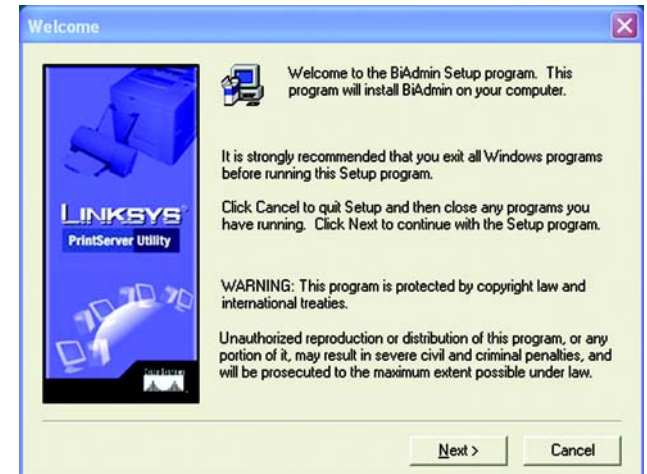 Welcome
Welcome to the BiAdmin Setup program. This
program will install BiAdmin on your computer.
It is strongly recommended that you exit all Windows programs
before running this Setup program.
Click Cancel to quit Setup and then close any programs you
have running. Click Next to continue with the Setup program.
LINKSYS®
PrintServer Utility
WARNING: This program is protected by copyright law and
international treaties.
Unauthorized reproduction or distribution of this program, or any
portion of it, may result in severe civil and criminal penalties, and
will be prosecuted to the maximum extent possible under law.
Cisco Systems
Next >
Cancel